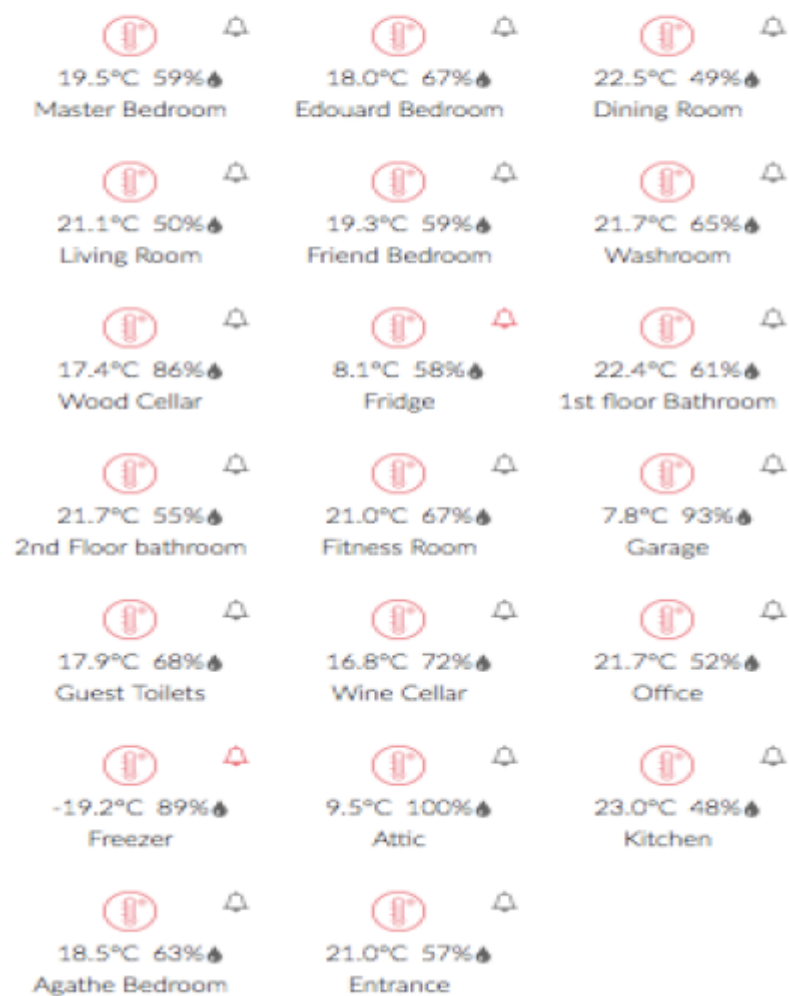 19.5°C 59% 18.0°C 67% 22.5°C 49%
Master Bedroom Edouard Bedroom Dining Room
21.1°C 50% 19.3°C 59% 21.7°C 65%
Living Room Friend Bedroom Washroom
17.4°C 86% 8.1°C 58% 22.4°C 61%
Wood Cellar Fridge 1st floor Bathroom
21.7°C 55% 21.0°C 67% 7.8°C 93%
2nd Floor bathroom Fitness Room Garage
17.9°C 68% 16.8°C 72% 21.7°C 52%
Guest Toilets Wine Cellar Office
-19.2°C 89% 9.5°C 100% 23.0°C 48%
Freezer Attic Kitchen
18.5°C 63% 21.0°C 57%
Agathe Bedroom Entrance